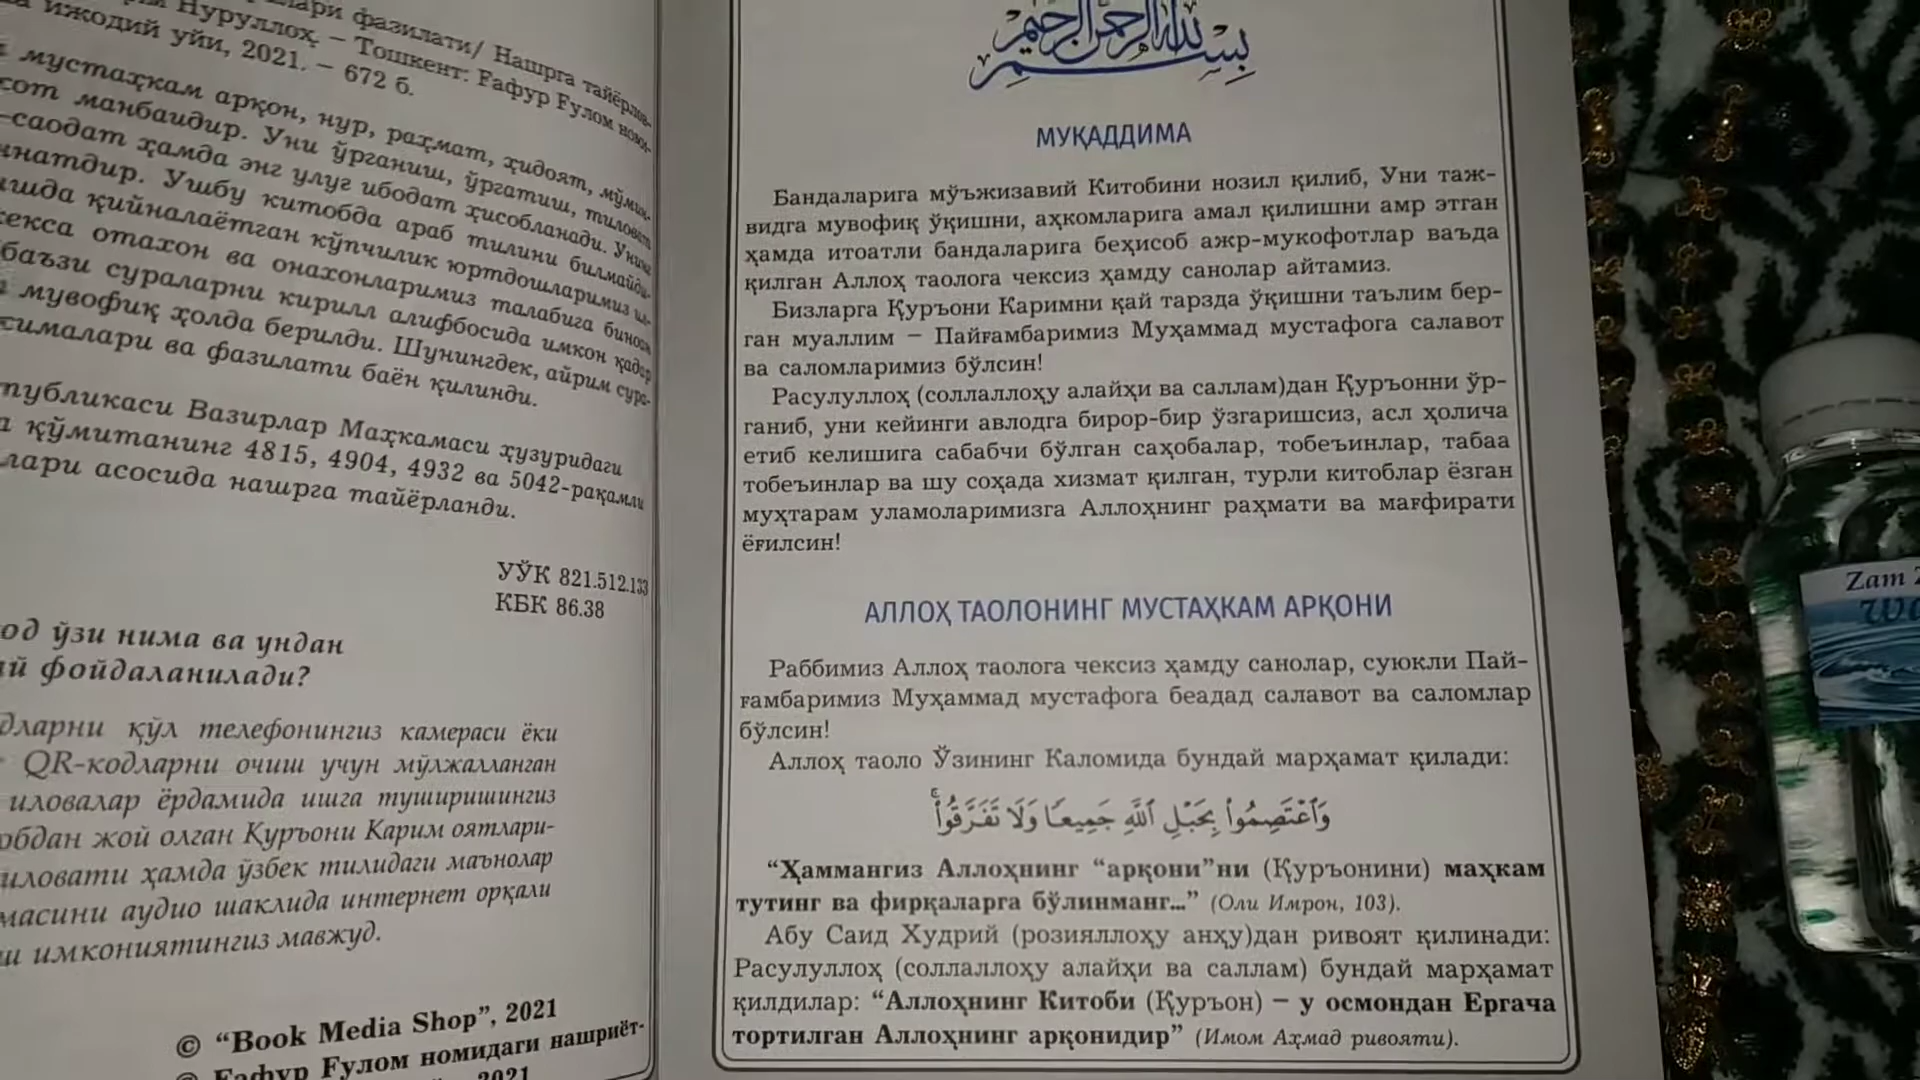 лари фазилати/ Нашрга тайёрлов-
Нуруллоҳ. – Тошкент: Ғафур Ғулом номи-
ижодий уйи, 2021. – 672 б.
мустаҳкам арқон, нур, раҳмат, ҳидоят, мўмин-
манбаидир. Уни ўрганиш, ўргатиш, тиловат
-саодат ҳамда энг улуғ ибодат ҳисобланади. Унинг
Ушбу китобда араб тилини билмайди-
қийналаётган кўпчилик юртдошларимиз
отахон ва онахонларимиз талабига биноан
баъзи сураларни кирилл алифбосида имкон қадар
мувофиқ ҳолда берилди. Шунингдек, айрим сура-
ва фазилати баён қилинди.
Вазирлар Маҳкамаси ҳузуридаги
қўмитанинг 4815, 4904, 4932 ва 5042-рақамли
асосида нашрга тайёрланди.
УЎК 821.512.133
КБК 86.38
ўзи нима ва ундан
фойдаланилади?
қўл телефонингиз камераси ёки
QR-кодларни очиш учун мўлжалланган
иловалар ёрдамида ишга туширишингиз
жой олган Қуръони Карим оятлари-
ҳамда ўзбек тилидаги маънолар
аудио шаклида интернет орқали
имкониятингиз мавжуд.
© “Book Media Shop”, 2021
Ғафур Ғулом номидаги нашриёт-
2021
بِسْمِ اللهِ الرَّحْمٰنِ الرَّحِيْمِ
МУҚАДДИМА
Бандаларига мўъжизавий Китобини нозил қилиб, Уни таж-
видга мувофиқ ўқишни, аҳкомларига амал қилишни амр этган
ҳамда итоатли бандаларига беҳисоб ажр-мукофотлар ваъда
қилган Аллоҳ таолога чексиз ҳамду санолар айтамиз.
Бизларга Қуръони Каримни қай тарзда ўқишни таълим бер-
ган муаллим – Пайғамбаримиз Муҳаммад мустафога салавот
ва саломларимиз бўлсин!
Расулуллоҳ (соллаллоҳу алайҳи ва саллам)дан Қуръонни ўр-
ганиб, уни кейинги авлодга бирор-бир ўзгаришсиз, асл ҳолича
етиб келишига сабабчи бўлган саҳобалар, тобеъинлар, табаа
тобеъинлар ва шу соҳада хизмат қилган, турли китоблар ёзган
муҳтарам уламоларимизга Аллоҳнинг раҳмати ва мағфирати
ёғилсин!
АЛЛОҲ ТАОЛОНИНГ МУСТАҲКАМ АРҚОНИ
Раббимиз Аллоҳ таолога чексиз ҳамду санолар, суюкли Пай-
ғамбаримиз Муҳаммад мустафога беадад салавот ва саломлар
бўлсин!
Аллоҳ таоло Ўзининг Каломида бундай марҳамат қилади:
وَٱعْتَصِمُوا۟ بِحَبْلِ ٱللَّهِ جَمِيعًا وَلَا تَفَرَّقُوا۟ۚ
“Ҳаммангиз Аллоҳнинг “арқони”ни (Қуръонини) маҳкам
тутинг ва фирқаларга бўлинманг...” (Оли Имрон, 103).
Абу Саид Худрий (розияллоҳу анҳу)дан ривоят қилинади:
Расулуллоҳ (соллаллоҳу алайҳи ва саллам) бундай марҳамат
қилдилар: “Аллоҳнинг Китоби (Қуръон) – у осмондан Ергача
тортилган Аллоҳнинг арқонидир” (Имом Аҳмад ривояти).
Zam